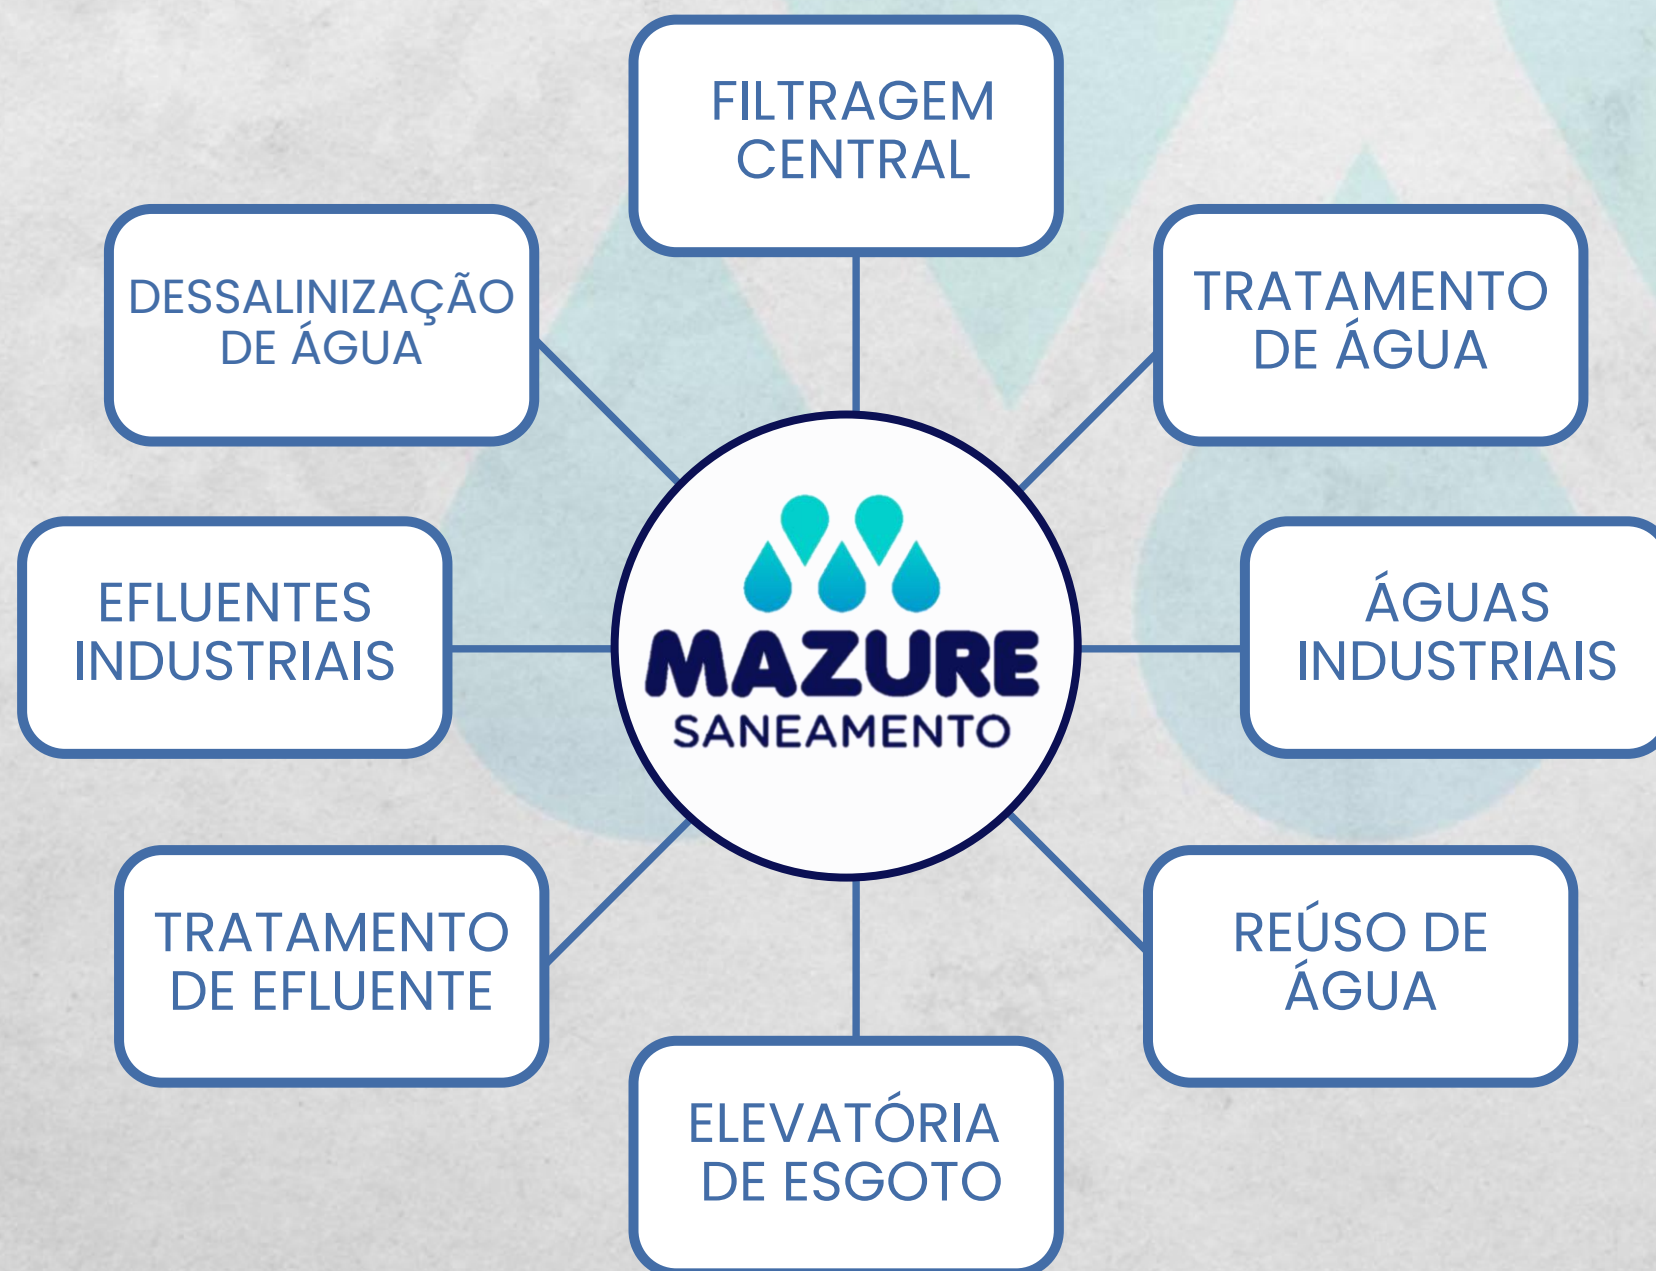 FILTRAGEM
CENTRAL
DESSALINIZAÇÃO
DE ÁGUA
TRATAMENTO
DE ÁGUA
EFLUENTES
INDUSTRIAIS
MAZURE
SANEAMENTO
ÁGUAS
INDUSTRIAIS
TRATAMENTO
DE EFLUENTE
REÚSO DE
ÁGUA
ELEVATÓRIA
DE ESGOTO